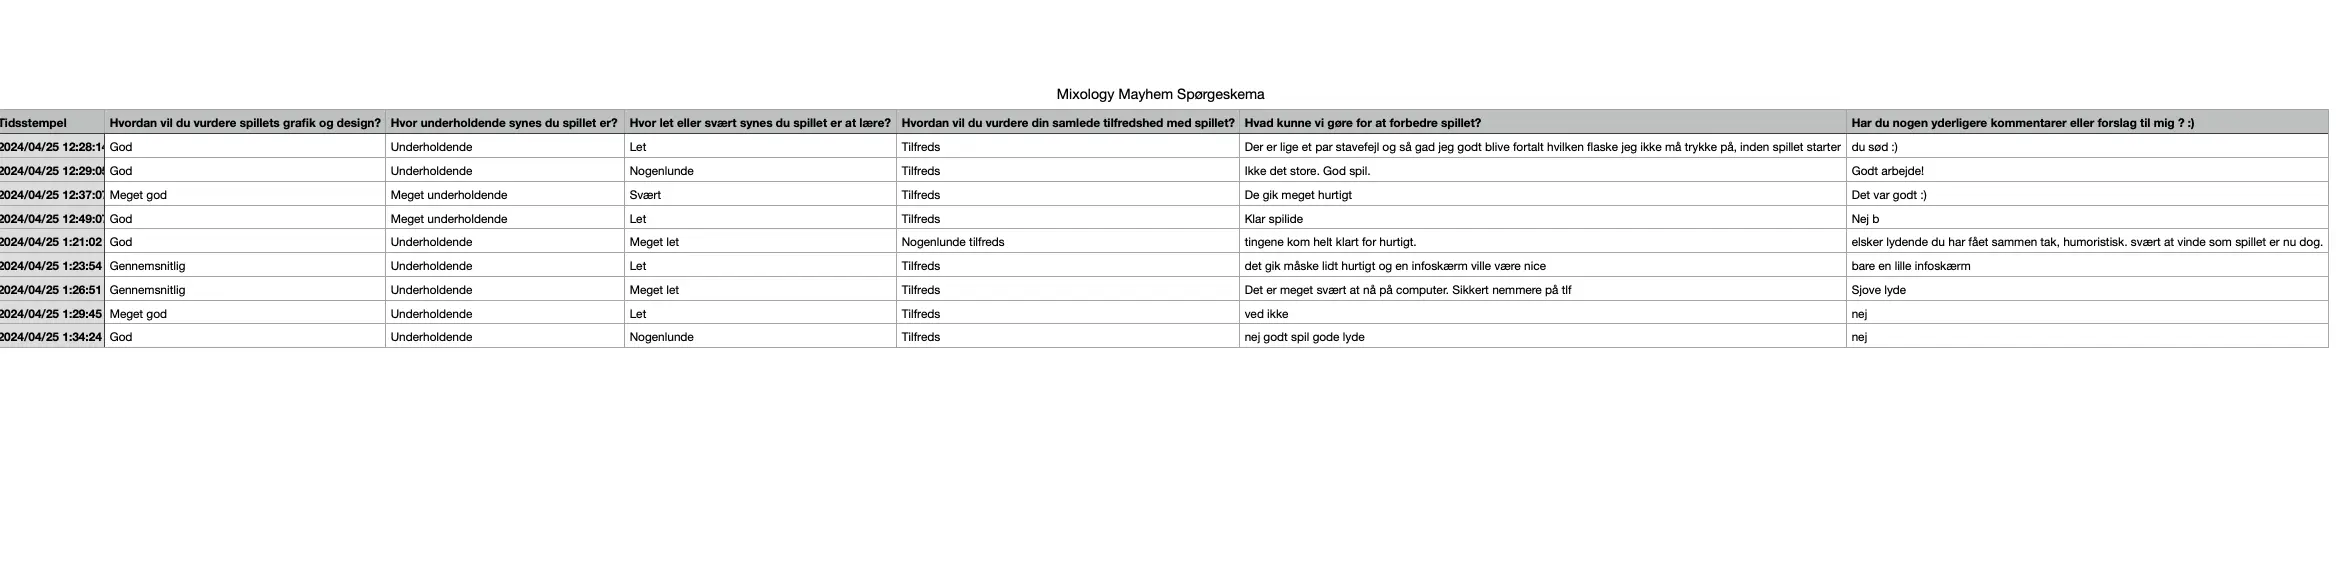 Mixology Mayhem Spørgeskema
Tidsstempel Hvordan vil du vurdere spillets grafik og design? Hvor underholdende synes du spillet er? Hvor let eller svært synes du spillet er at lære? Hvordan vil du vurdere din samlede tilfredshed med spillet? Hvad kunne vi gøre for at forbedre spillet? Har du nogen yderligere kommentarer eller forslag til mig ? :)
2024/04/25 12:28:14 God Underholdende Let Tilfreds Der er lige et par stavefejl og så gad jeg godt blive fortalt hvilken flaske jeg ikke må trykke på, inden spillet starter du sød :)
2024/04/25 God Underholdende Nogenlunde Tilfreds Ikke det store. God spil. Godt arbejde!
2024/04/25 Meget god Meget underholdende Svært Tilfreds De gik meget hurtigt Det var godt :)
2024/04/25 God Meget underholdende Let Tilfreds Klar spilide Nej b
2024/04/25 1:21:02 God Underholdende Meget let Nogenlunde tilfreds tingene kom helt klart for hurtigt. elsker lydende du har fået sammen tak, humoristisk. svært at vinde som spillet er nu dog.
2024/04/25 1:23:54 Gennemsnitlig Underholdende Let Tilfreds det gik måske lidt hurtigt og en infoskærm ville være nice bare en lille infoskærm
2024/04/25 1:26:51 Gennemsnitlig Underholdende Meget let Tilfreds Det er meget svært at nå på computer. Sikkert nemmere på tlf Sjove lyde
2024/04/25 1:29:45 Meget god Underholdende Let Tilfreds ved ikke nej
2024/04/25 1:34:24 God Underholdende Nogenlunde Tilfreds nej godt spil gode lyde nej